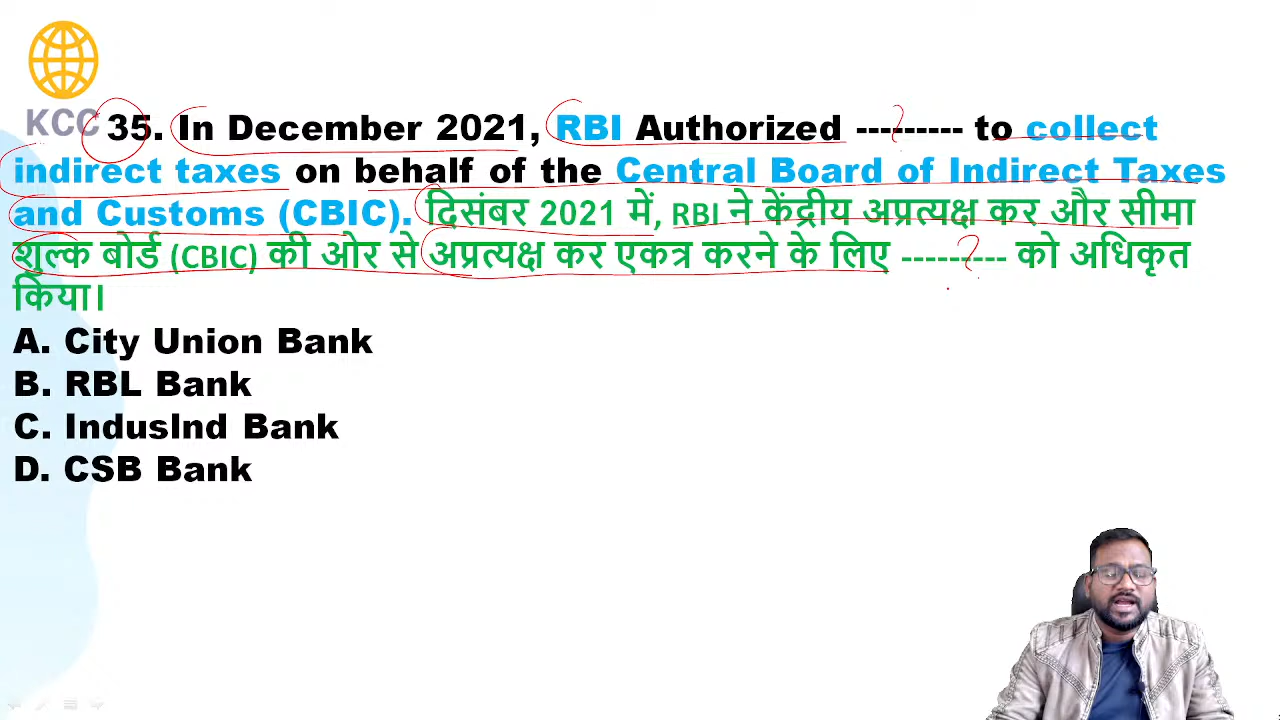 KCC
35. In December 2021, RBI Authorized --------- to collect
indirect taxes on behalf of the Central Board of Indirect Taxes
and Customs (CBIC). दिसंबर 2021 में, RBI ने केंद्रीय अप्रत्यक्ष कर और सीमा
शुल्क बोर्ड (CBIC) की ओर से अप्रत्यक्ष कर एकत्र करने के लिए --------- को अधिकृत
किया।
A. City Union Bank
B. RBL Bank
C. IndusInd Bank
D. CSB Bank